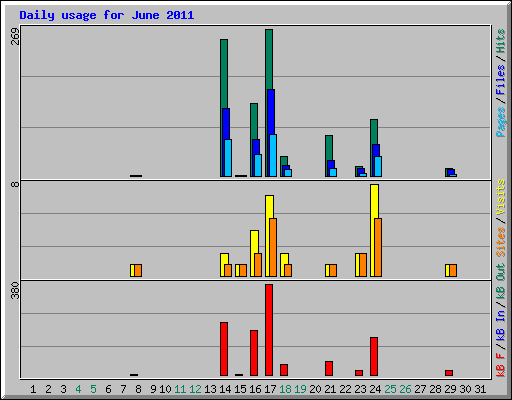 Daily usage for June 2011
269
Pages / Files / Hits
8
Sites / Visits
380
kB F / kB In / kB Out
1 2 3 4 5 6 7 8 9 10 11 12 13 14 15 16 17 18 19 20 21 22 23 24 25 26 27 28 29 30 31